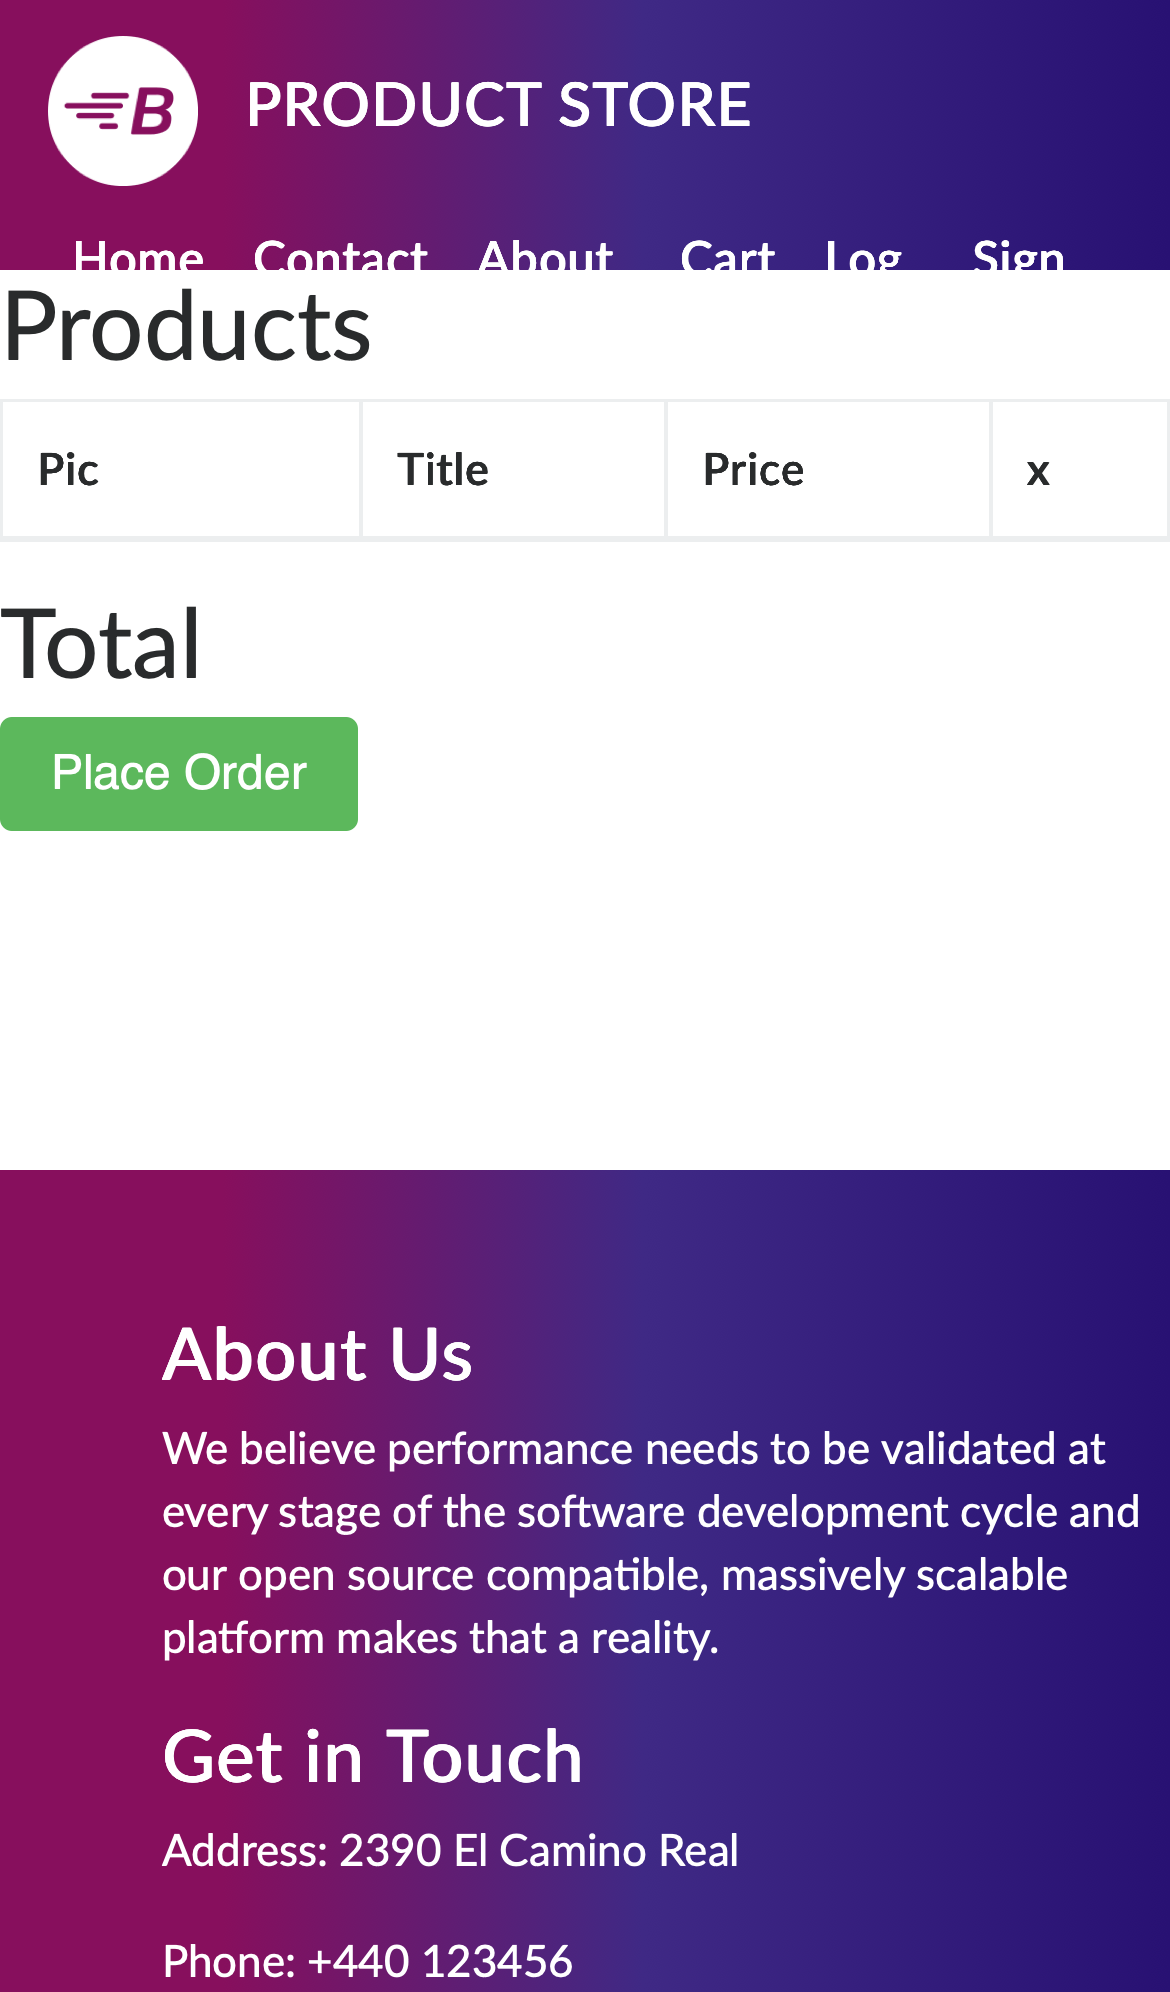 B
PRODUCT STORE
Home Contact About Cart Log Sign
Products
Pic Title Price x
Total
Place Order
About Us
We believe performance needs to be validated at
every stage of the software development cycle and
our open source compatible, massively scalable
platform makes that a reality.
Get in Touch
Address: 2390 El Camino Real
Phone: +440 123456